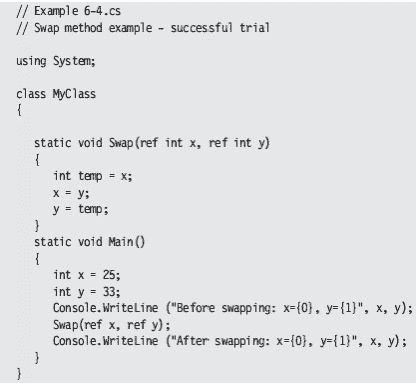 // Example 6-4.cs
// Swap method example - successful trial
using System;
class MyClass
{
static void Swap(ref int x, ref int y)
{
int temp = x;
x = y;
y = temp;
}
static void Main()
{
int x = 25;
int y = 33;
Console.WriteLine ("Before swapping: x={0}, y={1}", x, y);
Swap(ref x, ref y);
Console.WriteLine ("After swapping: x={0}, y={1}", x, y);
}
}